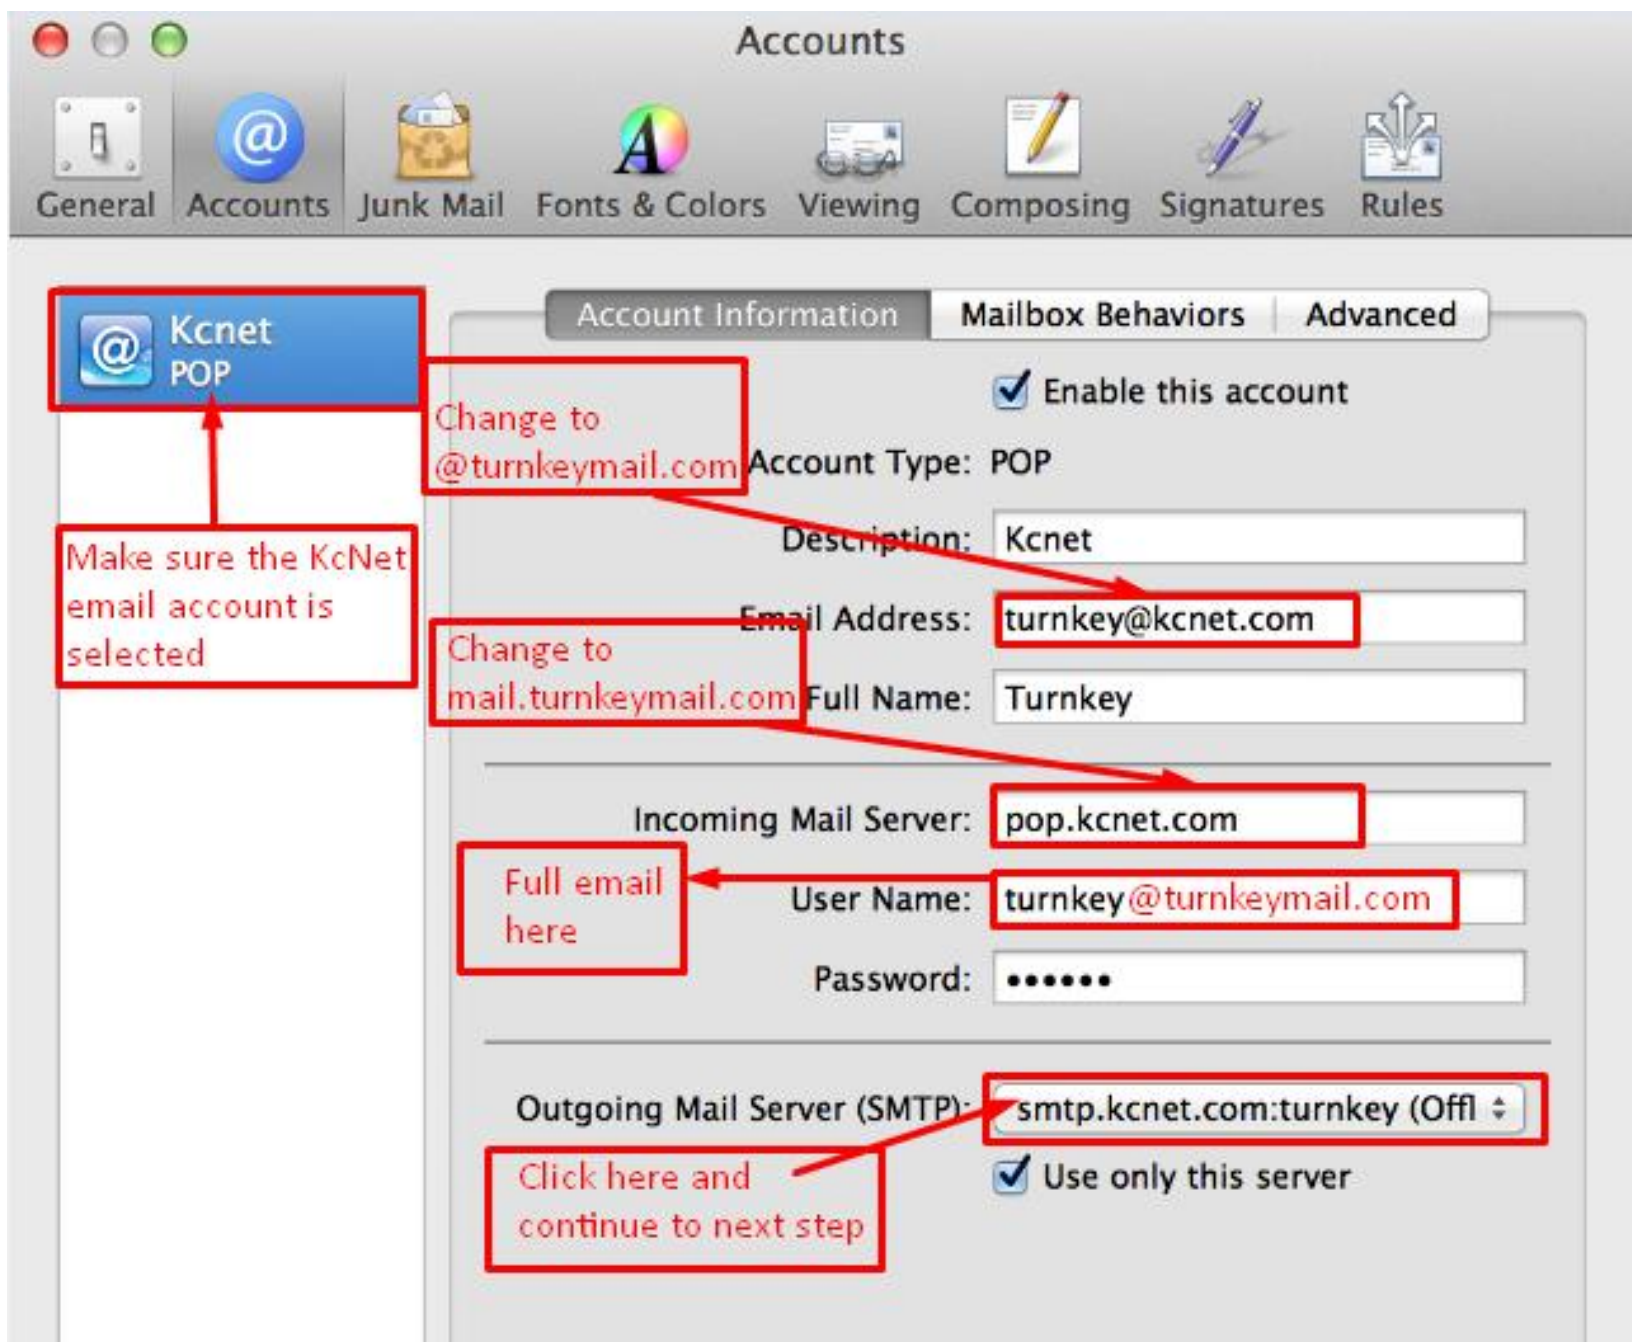 Accounts
General Accounts Junk Mail Fonts & Colors Viewing Composing Signatures Rules
Kcnet
POP
Make sure the KcNet
email account is
selected
Account Information Mailbox Behaviors Advanced
Enable this account
Change to
@turnkeymail.com
Account Type: POP
Description: Kcnet
Email Address: turnkey@kcnet.com
Change to
mail.turnkeymail.com
Full Name: Turnkey
Incoming Mail Server: pop.kcnet.com
Full email
here
User Name: turnkey@turnkeymail.com
Password: ••••••
Outgoing Mail Server (SMTP): smtp.kcnet.com:turnkey (Offl
Click here and
continue to next step
Use only this server